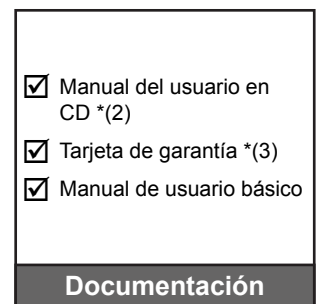 Manual del usuario en
CD *(2)
Tarjeta de garantía *(3)
Manual de usuario básico
Documentación